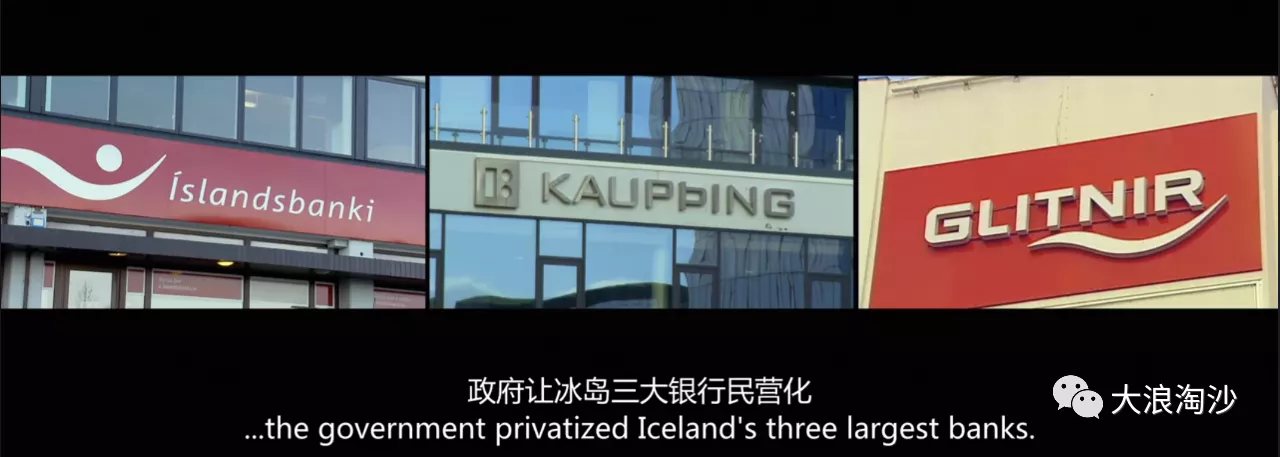 Íslandsbanki
KAUPÞING
GLITNIR
政府让冰岛三大银行民营化
...the government privatized Iceland's three largest banks.
大浪淘沙